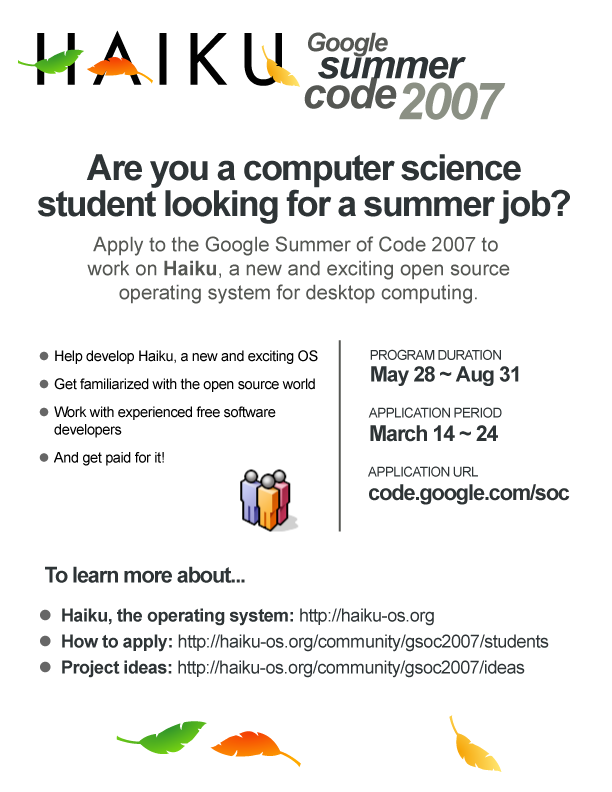 HAIKU
Google
summer
code 2007
Are you a computer science
student looking for a summer job?
Apply to the Google Summer of Code 2007 to
work on Haiku, a new and exciting open source
operating system for desktop computing.
● Help develop Haiku, a new and exciting OS
● Get familiarized with the open source world
● Work with experienced free software
developers
● And get paid for it!
PROGRAM DURATION
May 28 ~ Aug 31
APPLICATION PERIOD
March 14 ~ 24
APPLICATION URL
code.google.com/soc
To learn more about...
● Haiku, the operating system: http://haiku-os.org
● How to apply: http://haiku-os.org/community/gsoc2007/students
● Project ideas: http://haiku-os.org/community/gsoc2007/ideas